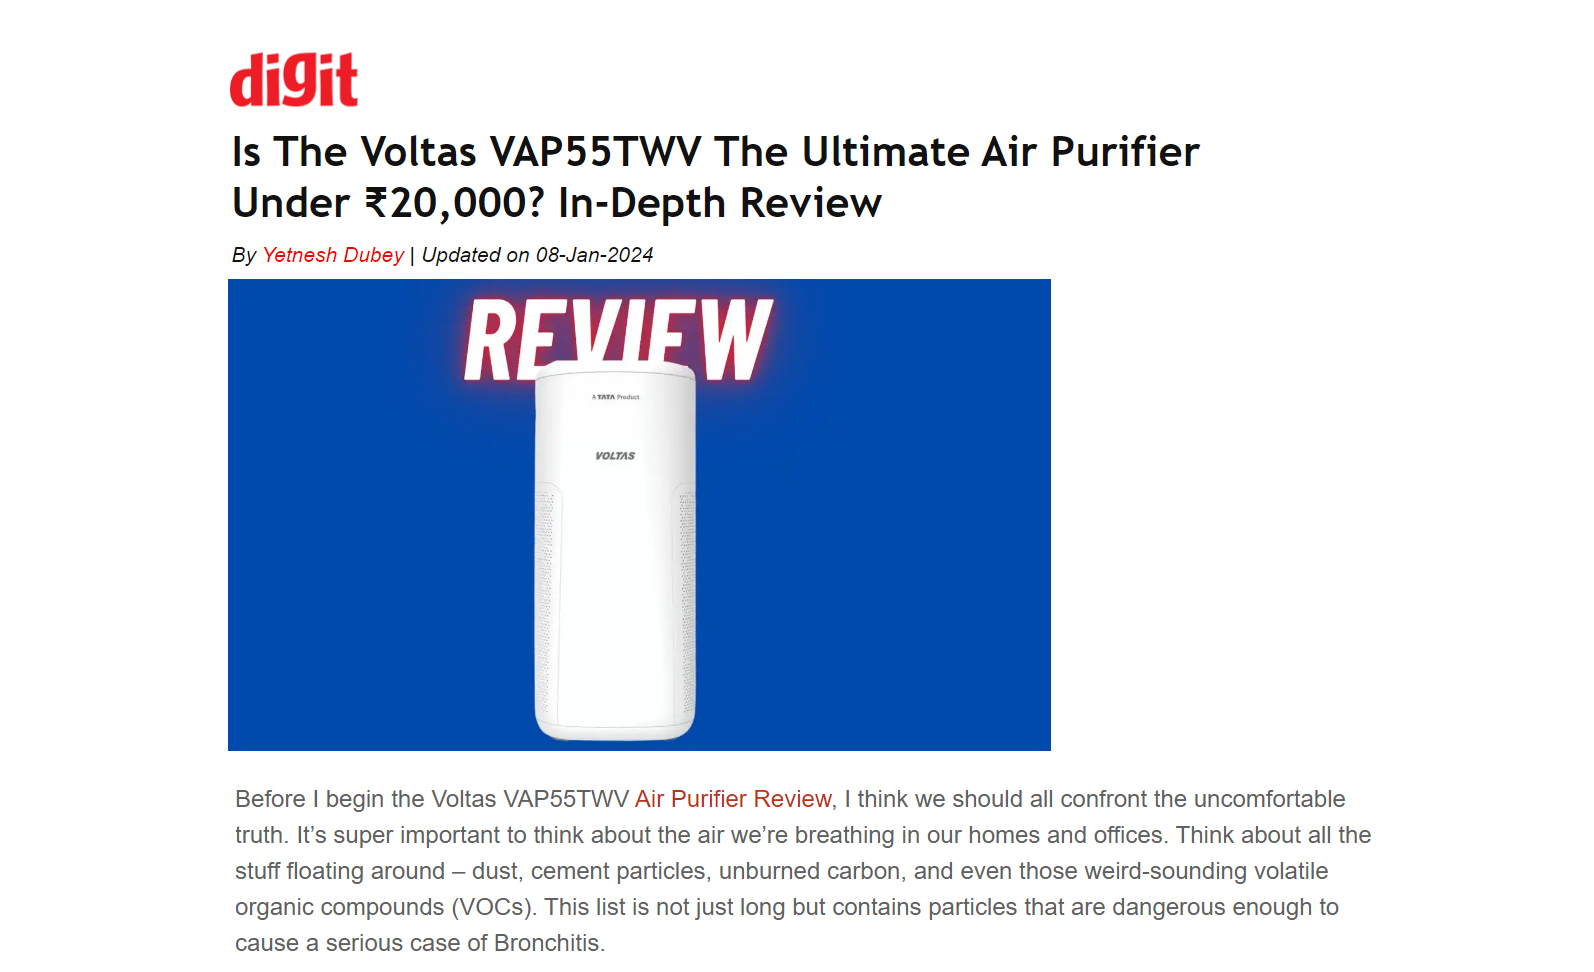 digit
Is The Voltas VAP55TWV The Ultimate Air Purifier
Under ₹20,000? In-Depth Review
By Yetnesh Dubey | Updated on 08-Jan-2024
REVIEW
A TATA Product
VOLTAS
Before I begin the Voltas VAP55TWV Air Purifier Review, I think we should all confront the uncomfortable
truth. It’s super important to think about the air we’re breathing in our homes and offices. Think about all the
stuff floating around – dust, cement particles, unburned carbon, and even those weird-sounding volatile
organic compounds (VOCs). This list is not just long but contains particles that are dangerous enough to
cause a serious case of Bronchitis.